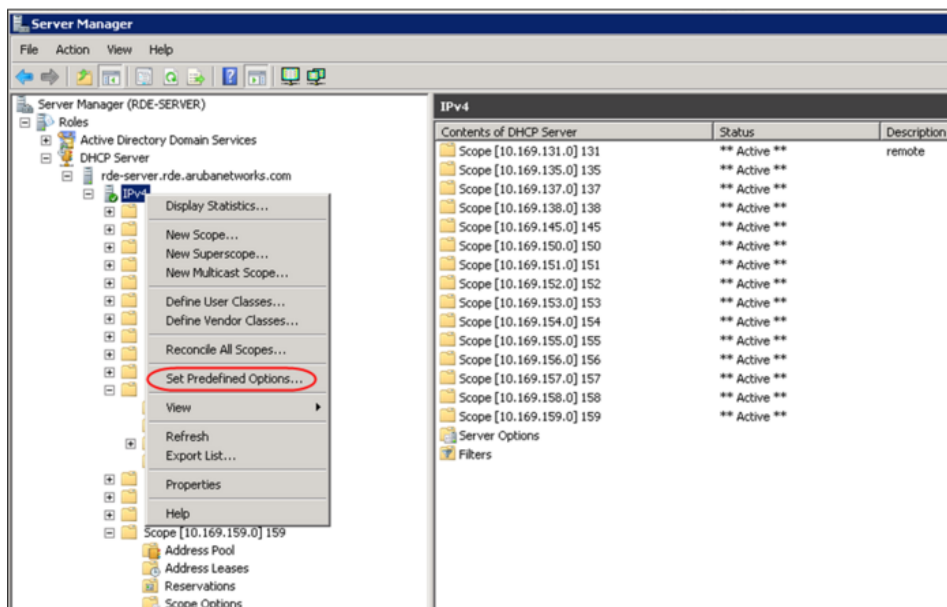 Server Manager
File Action View Help
Server Manager (RDE-SERVER)
Roles
Active Directory Domain Services
DHCP Server
rde-server.rde.arubanetworks.com
IPv4
Display Statistics...
New Scope...
New Superscope...
New Multicast Scope...
Define User Classes...
Define Vendor Classes...
Reconcile All Scopes...
Set Predefined Options...
View
Refresh
Export List...
Properties
Help
Scope [10.169.159.0] 159
Address Pool
Address Leases
Reservations
Scope Options
IPv4
Contents of DHCP Server Status Description
Scope [10.169.131.0] 131 ** Active ** remote
Scope [10.169.135.0] 135 ** Active **
Scope [10.169.137.0] 137 ** Active **
Scope [10.169.138.0] 138 ** Active **
Scope [10.169.145.0] 145 ** Active **
Scope [10.169.150.0] 150 ** Active **
Scope [10.169.151.0] 151 ** Active **
Scope [10.169.152.0] 152 ** Active **
Scope [10.169.153.0] 153 ** Active **
Scope [10.169.154.0] 154 ** Active **
Scope [10.169.155.0] 155 ** Active **
Scope [10.169.156.0] 156 ** Active **
Scope [10.169.157.0] 157 ** Active **
Scope [10.169.158.0] 158 ** Active **
Scope [10.169.159.0] 159 ** Active **
Server Options
Filters